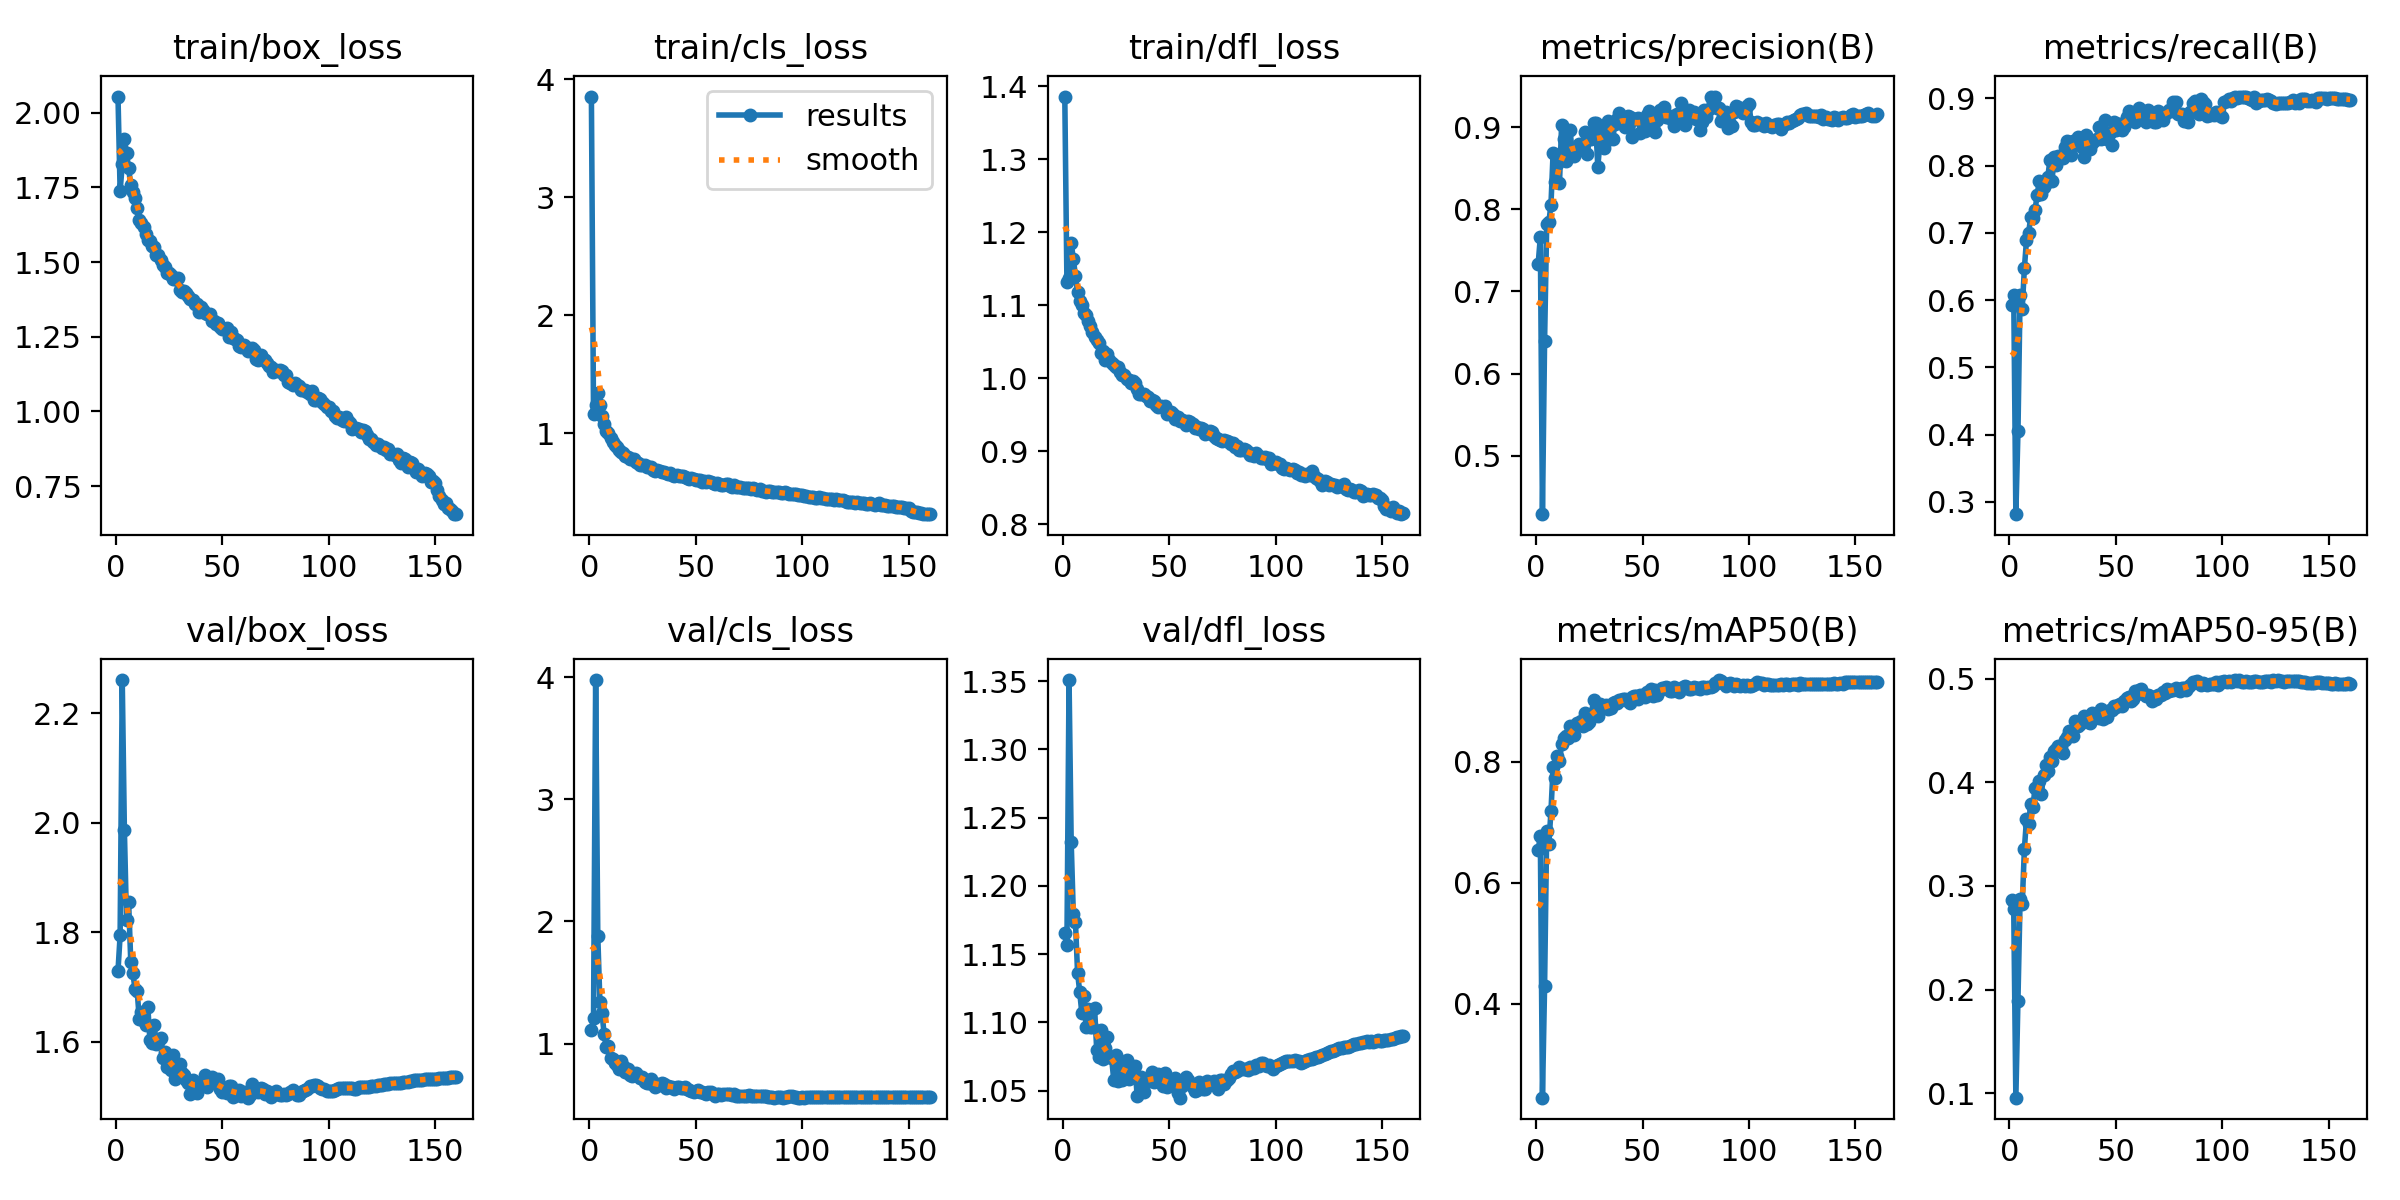 train/box_loss
2.00
1.75
1.50
1.25
1.00
0.75
0 50 100 150
train/cls_loss
results
smooth
4
3
2
1
0 50 100 150
train/dfl_loss
1.4
1.3
1.2
1.1
1.0
0.9
0.8
0 50 100 150
metrics/precision(B)
0.9
0.8
0.7
0.6
0.5
0 50 100 150
metrics/recall(B)
0.9
0.8
0.7
0.6
0.5
0.4
0.3
0 50 100 150
val/box_loss
2.2
2.0
1.8
1.6
0 50 100 150
val/cls_loss
4
3
2
1
0 50 100 150
val/dfl_loss
1.35
1.30
1.25
1.20
1.15
1.10
1.05
0 50 100 150
metrics/mAP50(B)
0.8
0.6
0.4
0 50 100 150
metrics/mAP50-95(B)
0.5
0.4
0.3
0.2
0.1
0 50 100 150